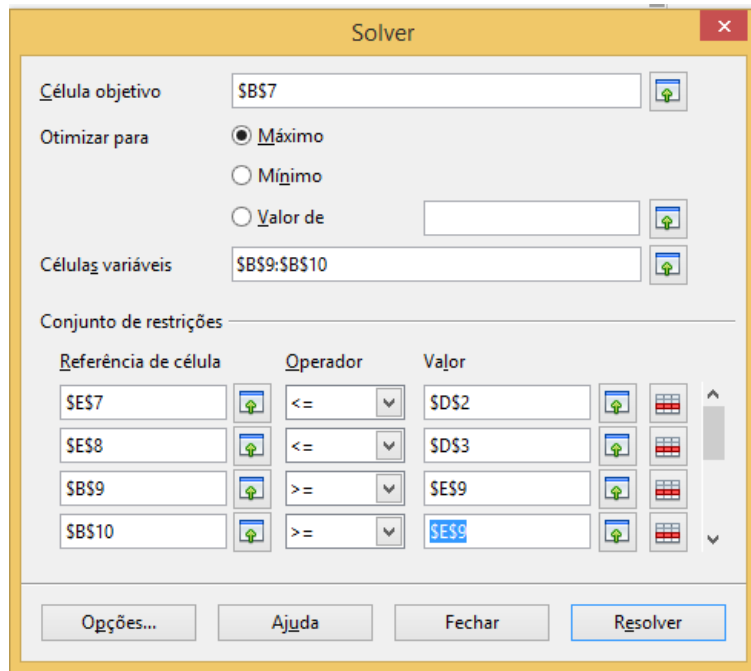 Solver
Célula objetivo $B$7
Otimizar para Máximo
Mínimo
Valor de
Células variáveis $B$9:$B$10
Conjunto de restrições
Referência de célula Operador Valor
$E$7 <= $D$2
$E$8 <= $D$3
$B$9 >= $E$9
$B$10 >= $E$9
Opções... Ajuda Fechar Resolver